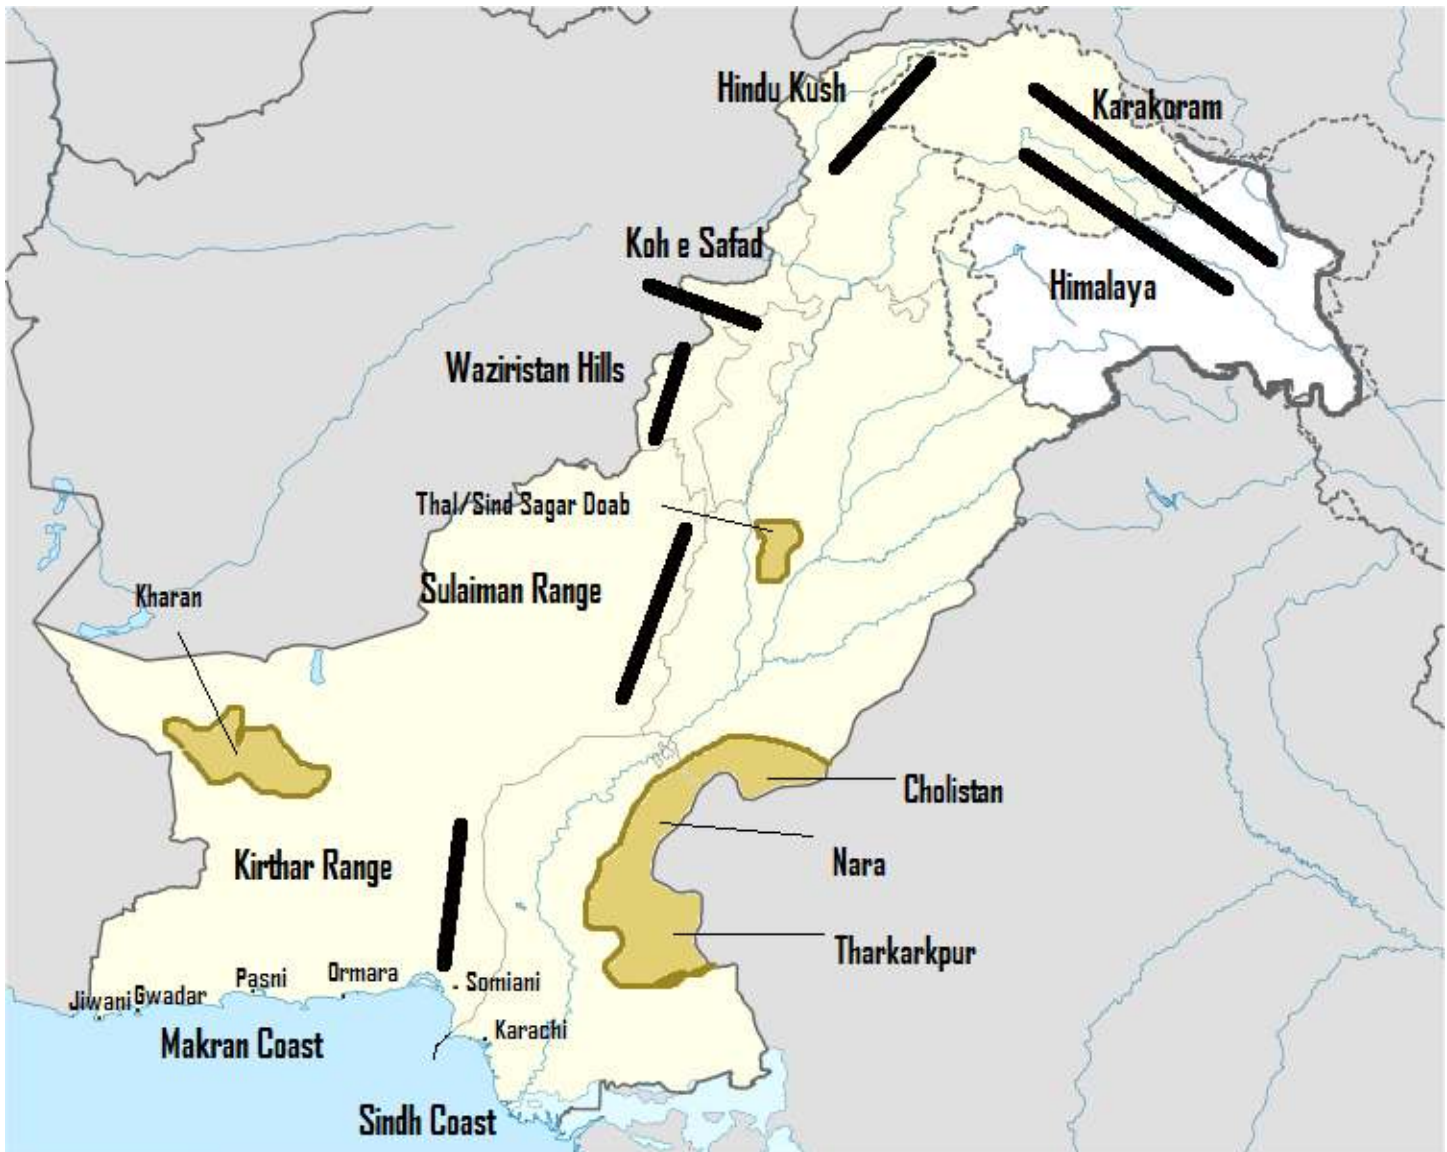 Hindu Kush
Karakoram
Koh e Safad
Himalaya
Waziristan Hills
Thal/Sind Sagar Doab
Sulaiman Range
Kharan
Cholistan
Kirthar Range
Nara
Tharkarkpur
Pasni
Ormara
Somiani
Jiwani
Gwadar
Karachi
Makran Coast
Sindh Coast